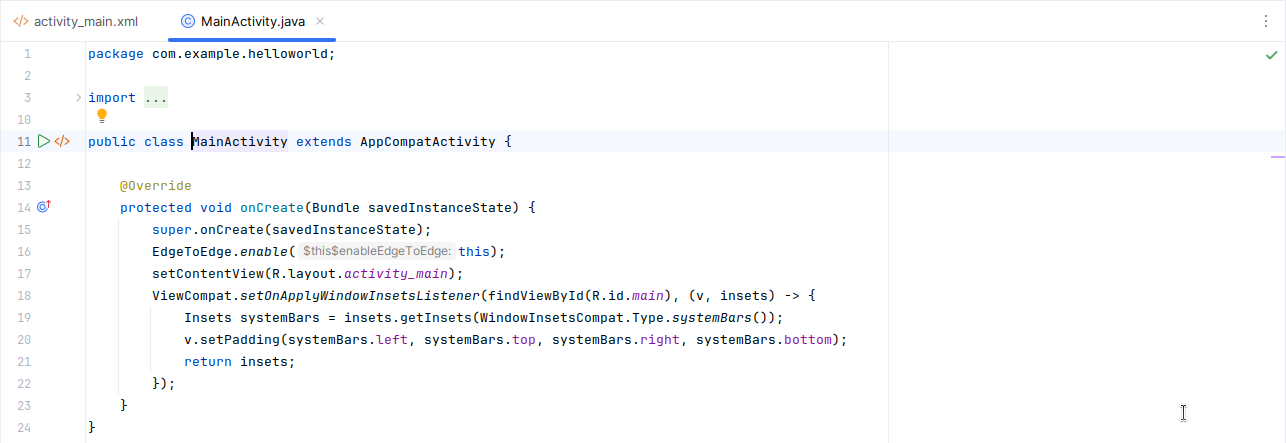 </> activity_main.xml © MainActivity.java ×
1 package com.example.helloworld;
2
3 import ...
10
11 public class MainActivity extends AppCompatActivity {
12
13 @Override
14 protected void onCreate(Bundle savedInstanceState) {
15 super.onCreate(savedInstanceState);
16 EdgeToEdge.enable( $this$enableEdgeToEdge: this);
17 setContentView(R.layout.activity_main);
18 ViewCompat.setOnApplyWindowInsetsListener(findViewById(R.id.main), (v, insets) -> {
19 Insets systemBars = insets.getInsets(WindowInsetsCompat.Type.systemBars());
20 v.setPadding(systemBars.left, systemBars.top, systemBars.right, systemBars.bottom);
21 return insets;
22 });
23 }
24 }